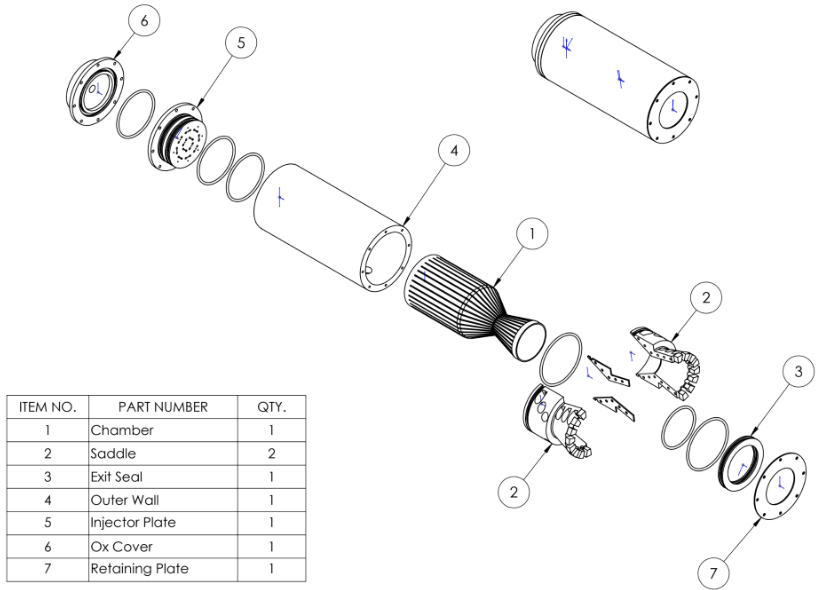 6
5
4
1
2
3
2
7
ITEM NO. PART NUMBER QTY.
1 Chamber 1
2 Saddle 2
3 Exit Seal 1
4 Outer Wall 1
5 Injector Plate 1
6 Ox Cover 1
7 Retaining Plate 1